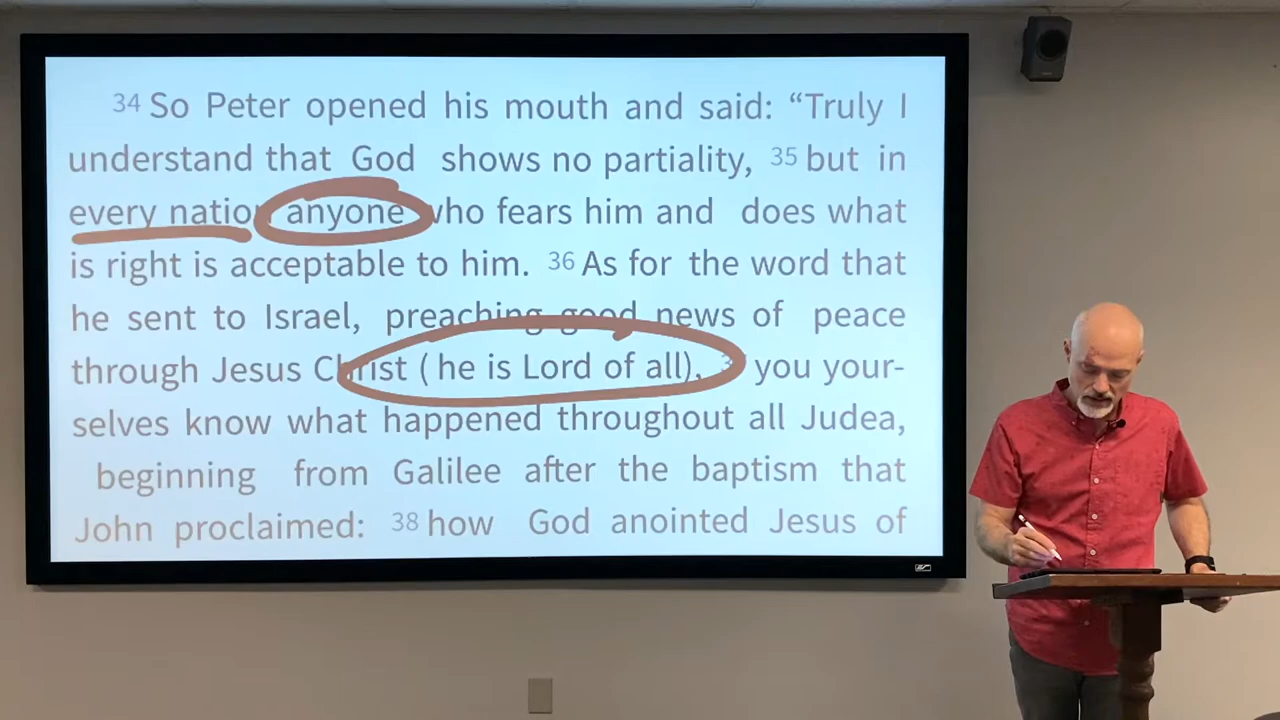 34 So Peter opened his mouth and said: “Truly I
understand that God shows no partiality, 35 but in
every nation anyone who fears him and does what
is right is acceptable to him. 36 As for the word that
he sent to Israel, preaching good news of peace
through Jesus Christ (he is Lord of all), you your-
selves know what happened throughout all Judea,
beginning from Galilee after the baptism that
John proclaimed: 38 how God anointed Jesus of